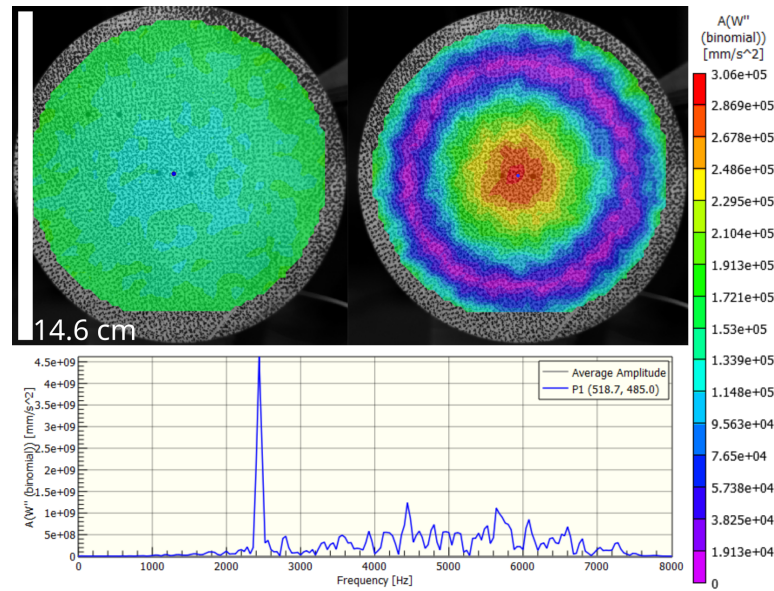 A(W''
(binomial))
[mm/s^2]
3.06e+05
2.869e+05
2.678e+05
2.486e+05
2.295e+05
2.104e+05
1.913e+05
1.721e+05
1.53e+05
1.339e+05
1.148e+05
9.563e+04
7.65e+04
5.738e+04
3.825e+04
1.913e+04
0
14.6 cm
A(W'' (binomial)) [mm/s^2]
4.5e+09
4e+09
3.5e+09
3e+09
2.5e+09
2e+09
1.5e+09
1e+09
5e+08
0
Average Amplitude
P1 (518.7, 485.0)
0 1000 2000 3000 4000 5000 6000 7000 8000
Frequency [Hz]